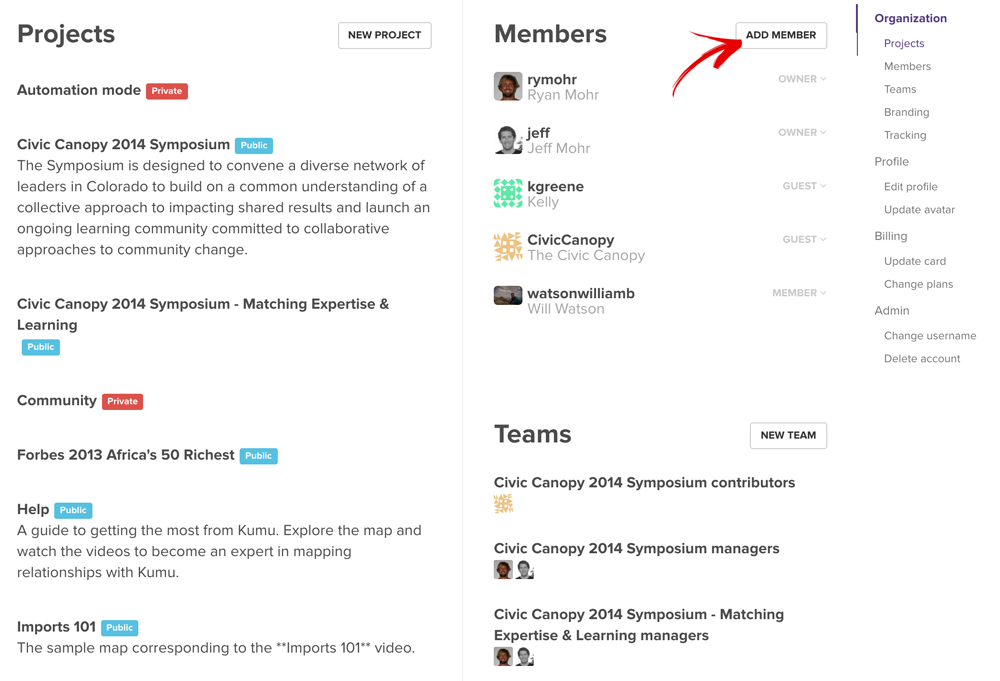 Projects
NEW PROJECT
Automation mode Private
Civic Canopy 2014 Symposium Public
The Symposium is designed to convene a diverse network of
leaders in Colorado to build on a common understanding of a
collective approach to impacting shared results and launch an
ongoing learning community committed to collaborative
approaches to community change.
Civic Canopy 2014 Symposium - Matching Expertise &
Learning
Public
Community Private
Forbes 2013 Africa's 50 Richest Public
Help Public
A guide to getting the most from Kumu. Explore the map and
watch the videos to become an expert in mapping
relationships with Kumu.
Imports 101 Public
The sample map corresponding to the **Imports 101** video.
Members
ADD MEMBER
rymohr
OWNER
Ryan Mohr
jeff
OWNER
Jeff Mohr
kgreene
GUEST
Kelly
CivicCanopy
GUEST
The Civic Canopy
watsonwilliamb
MEMBER
Will Watson
Teams
NEW TEAM
Civic Canopy 2014 Symposium contributors
Civic Canopy 2014 Symposium managers
Civic Canopy 2014 Symposium - Matching
Expertise & Learning managers
Organization
Projects
Members
Teams
Branding
Tracking
Profile
Edit profile
Update avatar
Billing
Update card
Change plans
Admin
Change username
Delete account